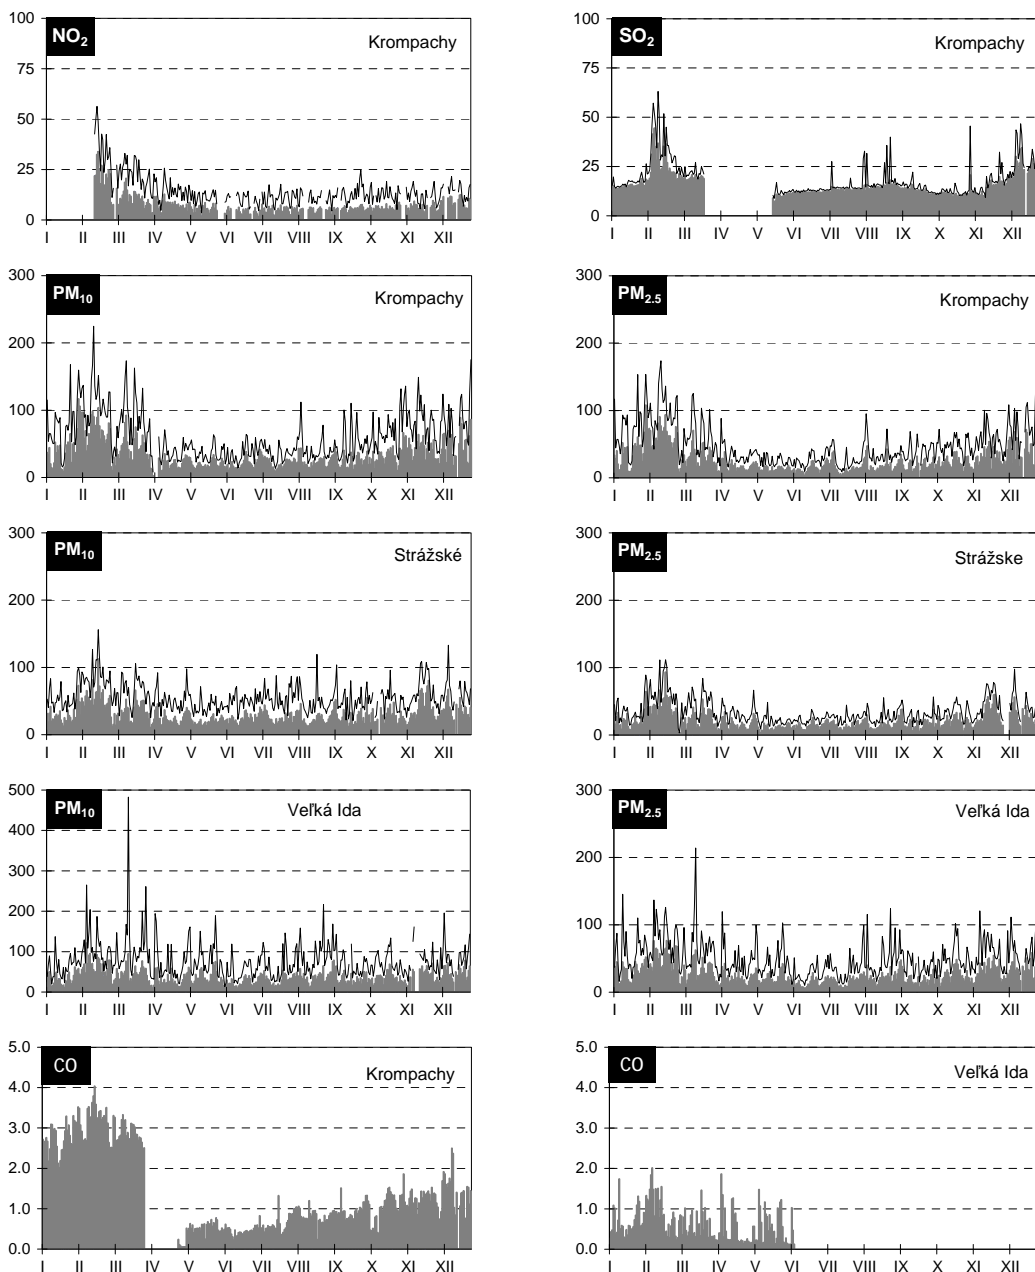 NO2 Krompachy
100
75
50
25
0
I II III IV V VI VII VIII IX X XI XII
SO2 Krompachy
100
75
50
25
0
I II III IV V VI VII VIII IX X XI XII
PM10 Krompachy
300
200
100
0
I II III IV V VI VII VIII IX X XI XII
PM2.5 Krompachy
300
200
100
0
I II III IV V VI VII VIII IX X XI XII
PM10 Strážské
300
200
100
0
I II III IV V VI VII VIII IX X XI XII
PM2.5 Strážske
300
200
100
0
I II III IV V VI VII VIII IX X XI XII
PM10 Veľká Ida
500
400
300
200
100
0
I II III IV V VI VII VIII IX X XI XII
PM2.5 Veľká Ida
300
200
100
0
I II III IV V VI VII VIII IX X XI XII
CO Krompachy
5.0
4.0
3.0
2.0
1.0
0.0
I II III IV V VI VII VIII IX X XI XII
CO Veľká Ida
5.0
4.0
3.0
2.0
1.0
0.0
I II III IV V VI VII VIII IX X XI XII